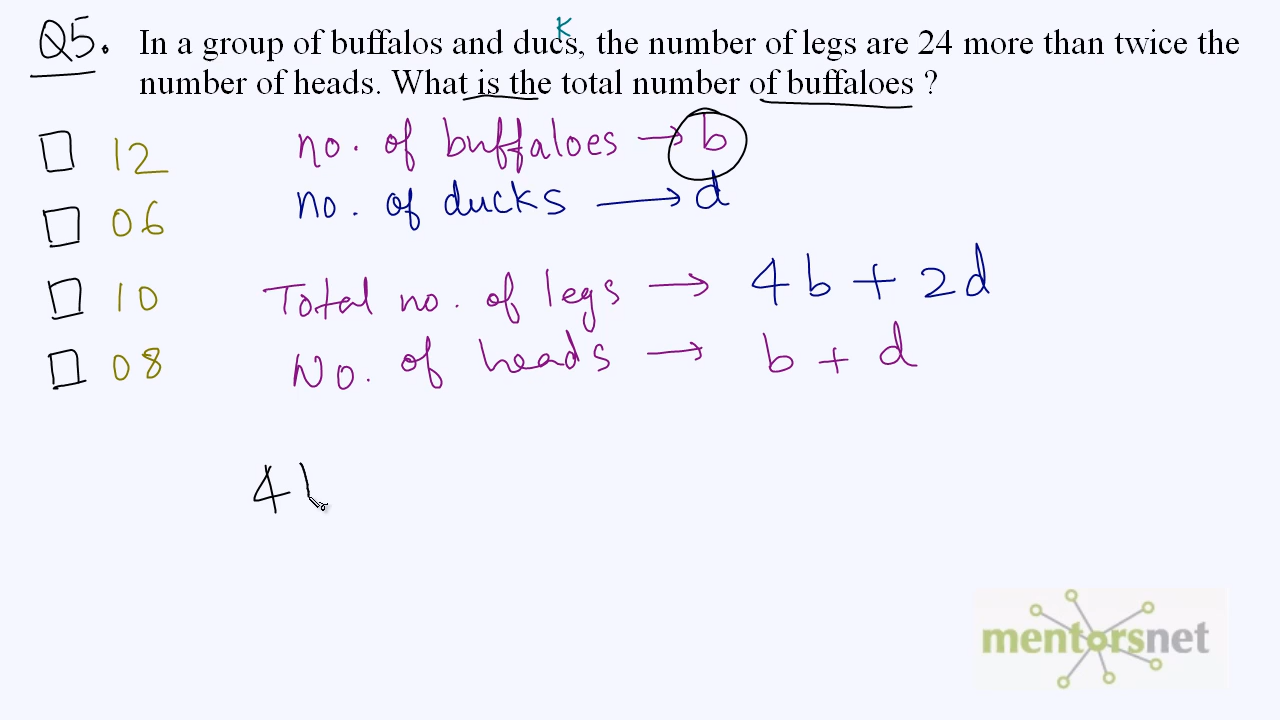 Q5. In a group of buffalos and ducks, the number of legs are 24 more than twice the
number of heads. What is the total number of buffaloes ?
12
06
10
08
no. of buffaloes → b
no. of ducks → d
Total no. of legs → 4b + 2d
No. of heads → b + d
4
mentorsnet